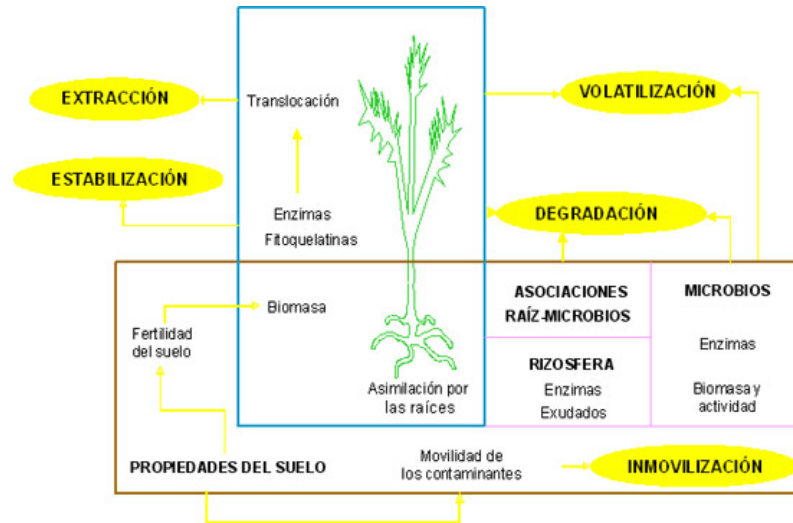 EXTRACCIÓN
Translocación
VOLATILIZACIÓN
ESTABILIZACIÓN
Enzimas
Fitoquelatinas
DEGRADACIÓN
Biomasa
ASOCIACIONES
RAÍZ-MICROBIOS
MICROBIOS
Fertilidad
del suelo
Enzimas
RIZOSFERA
Enzimas
Exudados
Biomasa y
actividad
Asimilación por
las raíces
PROPIEDADES DEL SUELO
Movilidad de
los contaminantes
INMOVILIZACIÓN